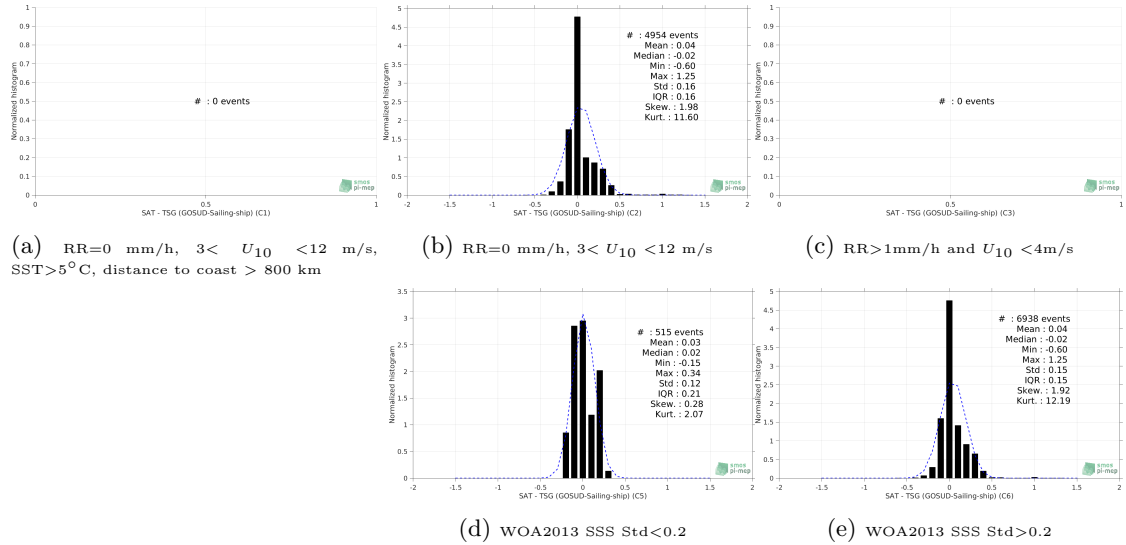 1
0.9
0.8
0.7
0.6
0.5
0.4
0.3
0.2
0.1
0
Normalized histogram
# : 0 events
smos
pi-mep
0 0.5 1
SAT - TSG (GOSUD-Sailing-ship) (C1)
(a) RR=0 mm/h, 3< U10 <12 m/s,
SST>5°C, distance to coast > 800 km
5
4.5
4
3.5
3
2.5
2
1.5
1
0.5
0
Normalized histogram
# : 4954 events
Mean : 0.04
Median : -0.02
Min : -0.60
Max : 1.25
Std : 0.16
IQR : 0.16
Skew. : 1.98
Kurt. : 11.60
smos
pi-mep
-2 -1.5 -1 -0.5 0 0.5 1 1.5 2
SAT - TSG (GOSUD-Sailing-ship) (C2)
(b) RR=0 mm/h, 3< U10 <12 m/s
1
0.9
0.8
0.7
0.6
0.5
0.4
0.3
0.2
0.1
0
Normalized histogram
# : 0 events
smos
pi-mep
0 0.5 1
SAT - TSG (GOSUD-Sailing-ship) (C3)
(c) RR>1mm/h and U10 <4m/s
3.5
3
2.5
2
1.5
1
0.5
0
Normalized histogram
# : 515 events
Mean : 0.03
Median : 0.02
Min : -0.15
Max : 0.34
Std : 0.12
IQR : 0.21
Skew. : 0.28
Kurt. : 2.07
smos
pi-mep
-2 -1.5 -1 -0.5 0 0.5 1 1.5 2
SAT - TSG (GOSUD-Sailing-ship) (C5)
(d) WOA2013 SSS Std<0.2
5
4.5
4
3.5
3
2.5
2
1.5
1
0.5
0
Normalized histogram
# : 6938 events
Mean : 0.04
Median : -0.02
Min : -0.60
Max : 1.25
Std : 0.15
IQR : 0.15
Skew. : 1.92
Kurt. : 12.19
smos
pi-mep
-2 -1.5 -1 -0.5 0 0.5 1 1.5 2
SAT - TSG (GOSUD-Sailing-ship) (C6)
(e) WOA2013 SSS Std>0.2